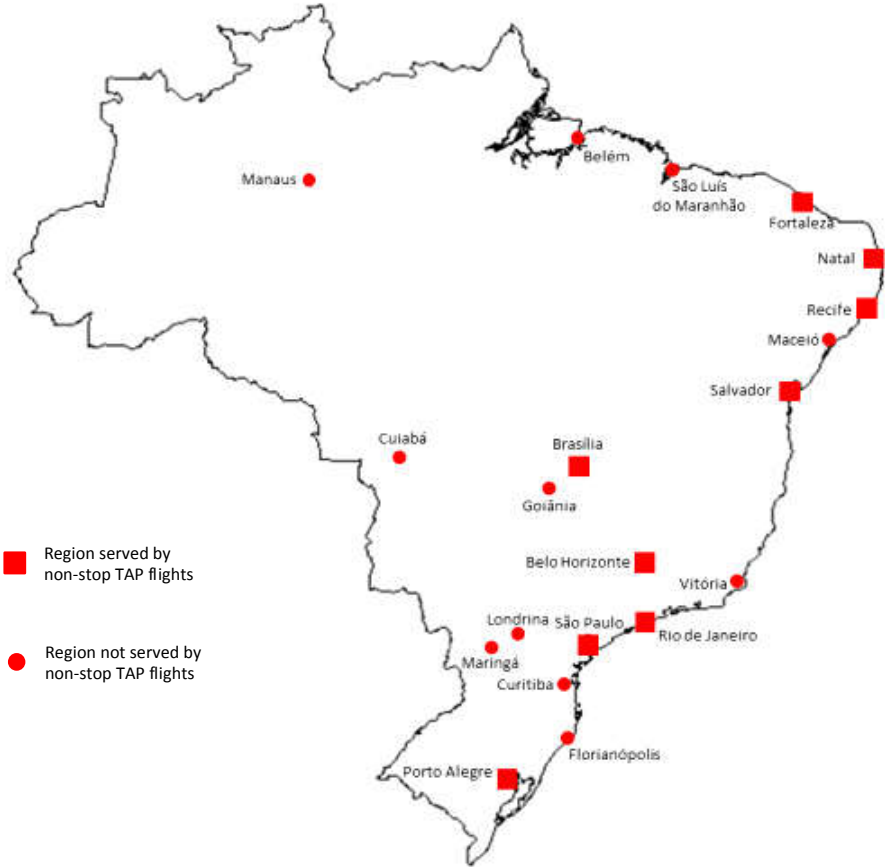 Belém
Manaus
São Luís
do Maranhão
Fortaleza
Natal
Recife
Maceió
Salvador
Cuiabá
Brasília
Goiânia
Region served by
non-stop TAP flights
Belo Horizonte
Vitória
Londrina
São Paulo
Rio de Janeiro
Region not served by
non-stop TAP flights
Maringá
Curitiba
Florianópolis
Porto Alegre